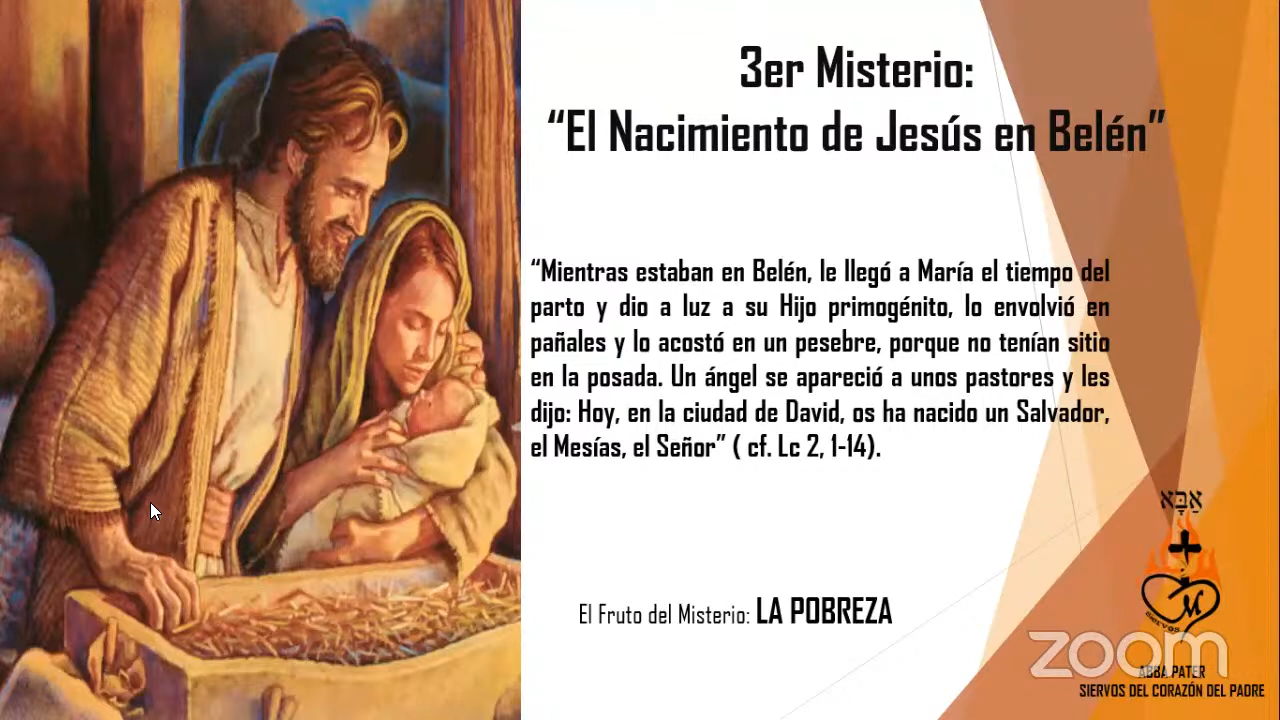 3er Misterio:
“El Nacimiento de Jesús en Belén”
“Mientras estaban en Belén, le llegó a María el tiempo del
parto y dio a luz a su Hijo primogénito, lo envolvió en
pañales y lo acostó en un pesebre, porque no tenían sitio
en la posada. Un ángel se apareció a unos pastores y les
dijo: Hoy, en la ciudad de David, os ha nacido un Salvador,
el Mesías, el Señor” ( cf. Lc 2, 1-14).
El Fruto del Misterio: LA POBREZA
אַבָּא
M
siervos
zoom
ABBA PATER
SIERVOS DEL CORAZÓN DEL PADRE